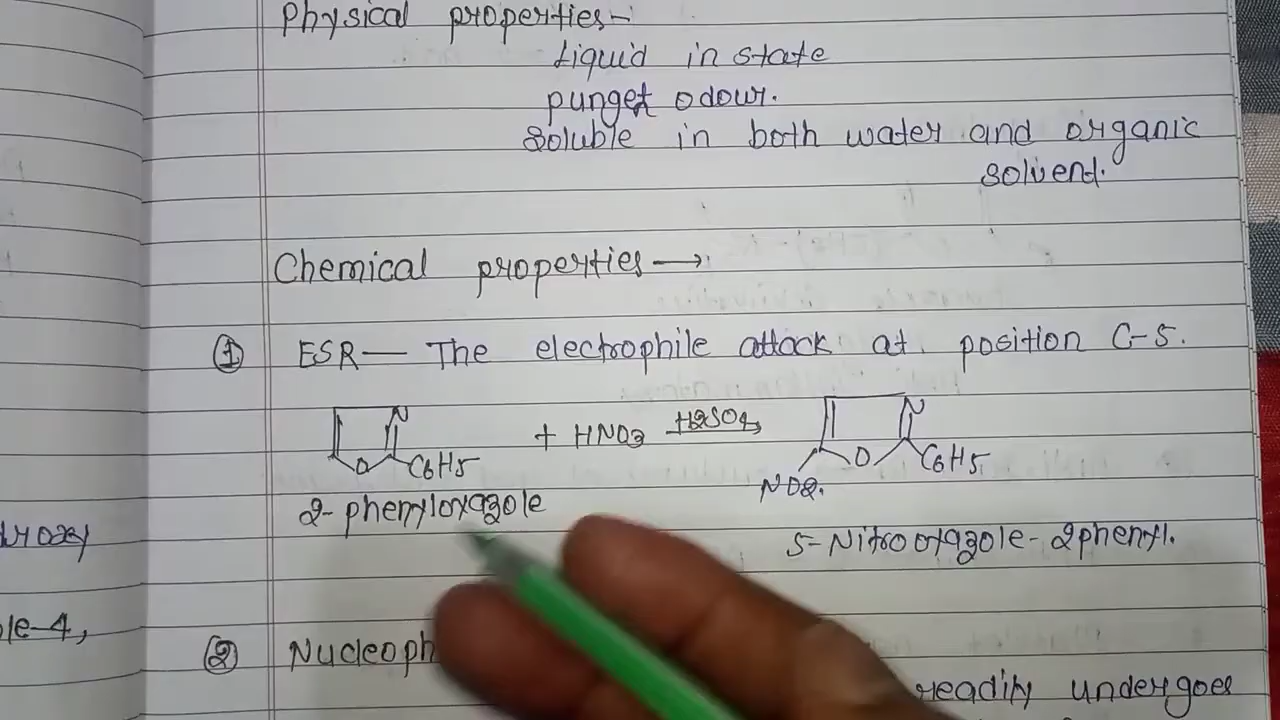 Physical properties-
Liquid in state
punget odour.
Soluble in both water and organic
solvent.
Chemical properties →
① ESR— The electrophile attack at position C-5.
N O C6H5 + HNO3 H2SO4 → N O C6H5
NO2.
2-phenyloxazole
5-Nitrooxazole-2phenyl.
le-4,
② Nucleoph
readily undergoes